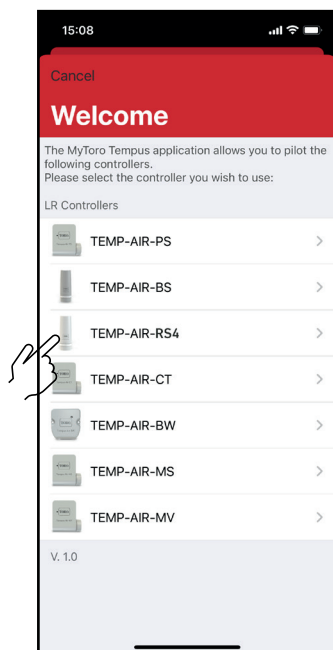 15:08
Cancel
Welcome
The MyToro Tempus application allows you to pilot the
following controllers.
Please select the controller you wish to use:
LR Controllers
TEMP-AIR-PS
TEMP-AIR-BS
TEMP-AIR-RS4
TEMP-AIR-CT
TEMP-AIR-BW
TEMP-AIR-MS
TEMP-AIR-MV
V. 1.0